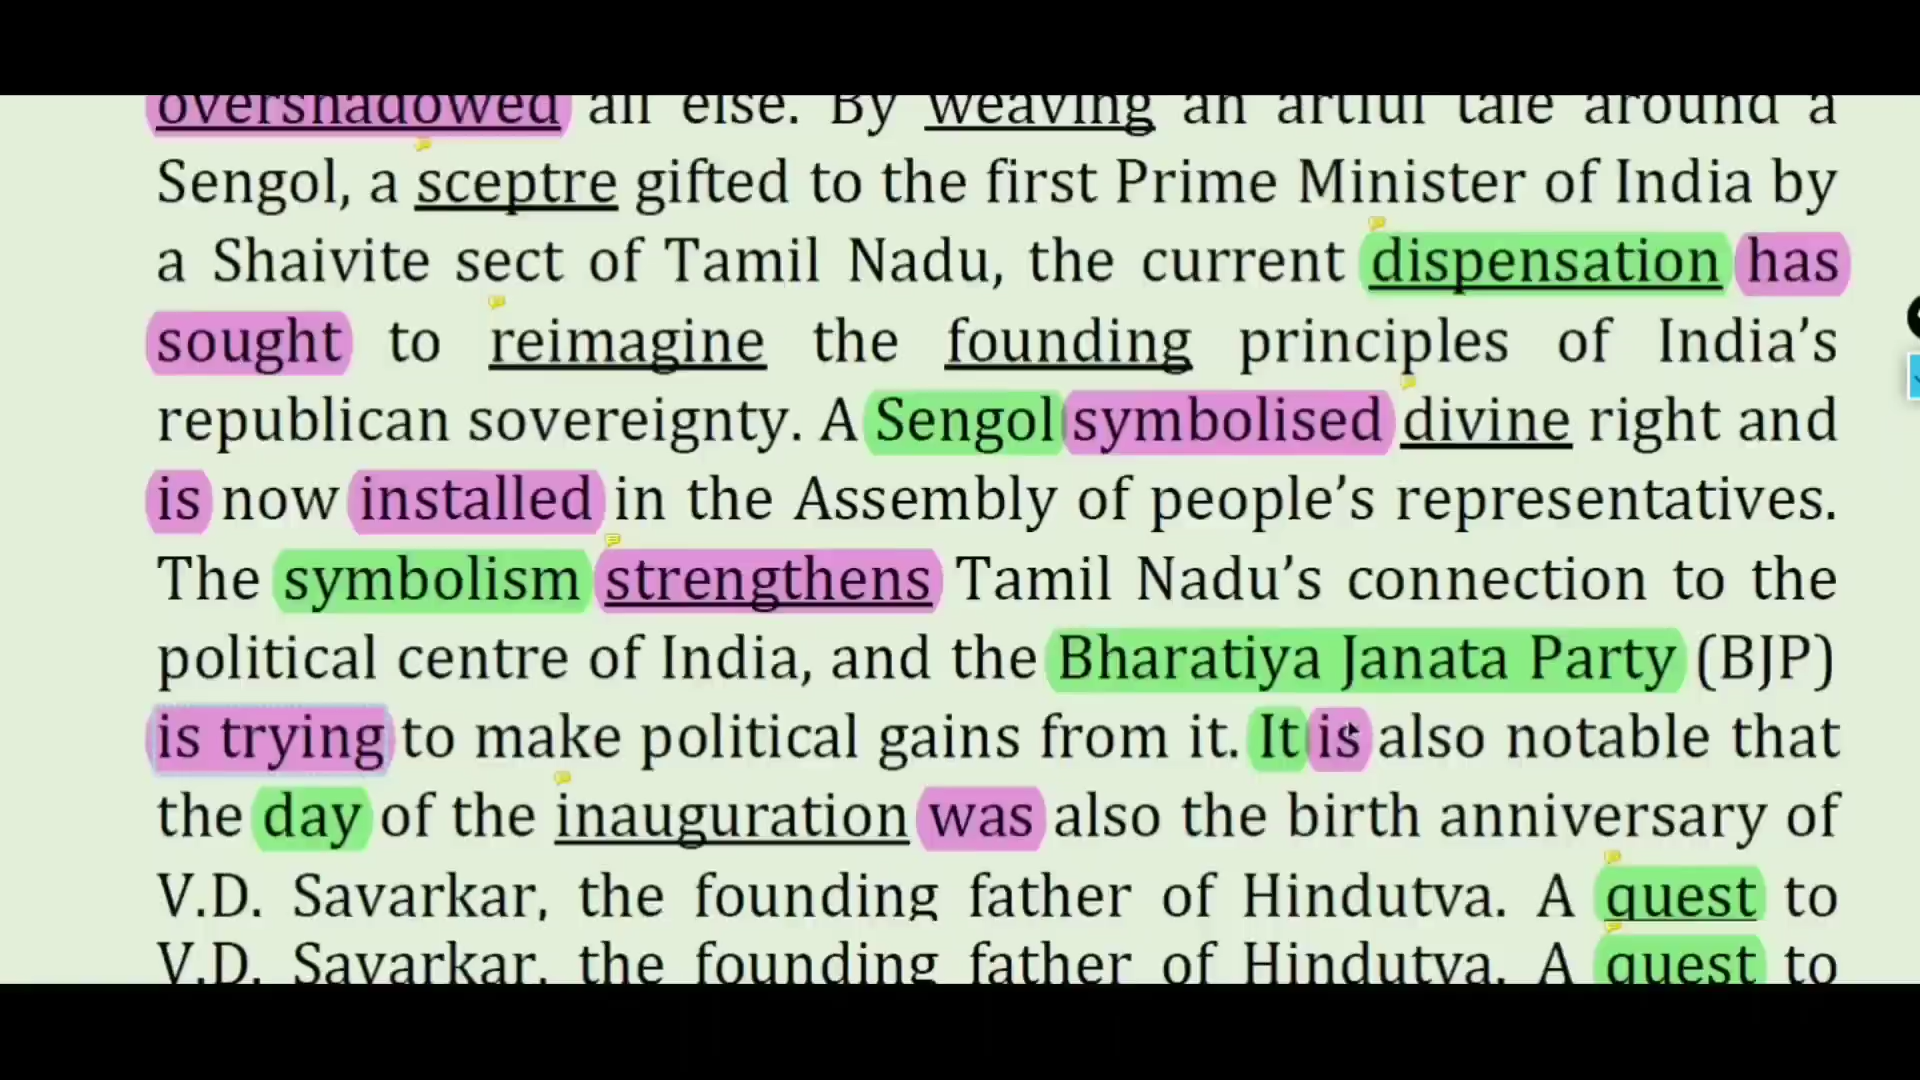 overshadowed all else. By weaving an artful tale around a
Sengol, a sceptre gifted to the first Prime Minister of India by
a Shaivite sect of Tamil Nadu, the current dispensation has
sought to reimagine the founding principles of India’s
republican sovereignty. A Sengol symbolised divine right and
is now installed in the Assembly of people’s representatives.
The symbolism strengthens Tamil Nadu’s connection to the
political centre of India, and the Bharatiya Janata Party (BJP)
is trying to make political gains from it. It is also notable that
the day of the inauguration was also the birth anniversary of
V.D. Savarkar, the founding father of Hindutva. A quest to
V.D. Savarkar, the founding father of Hindutva. A quest to